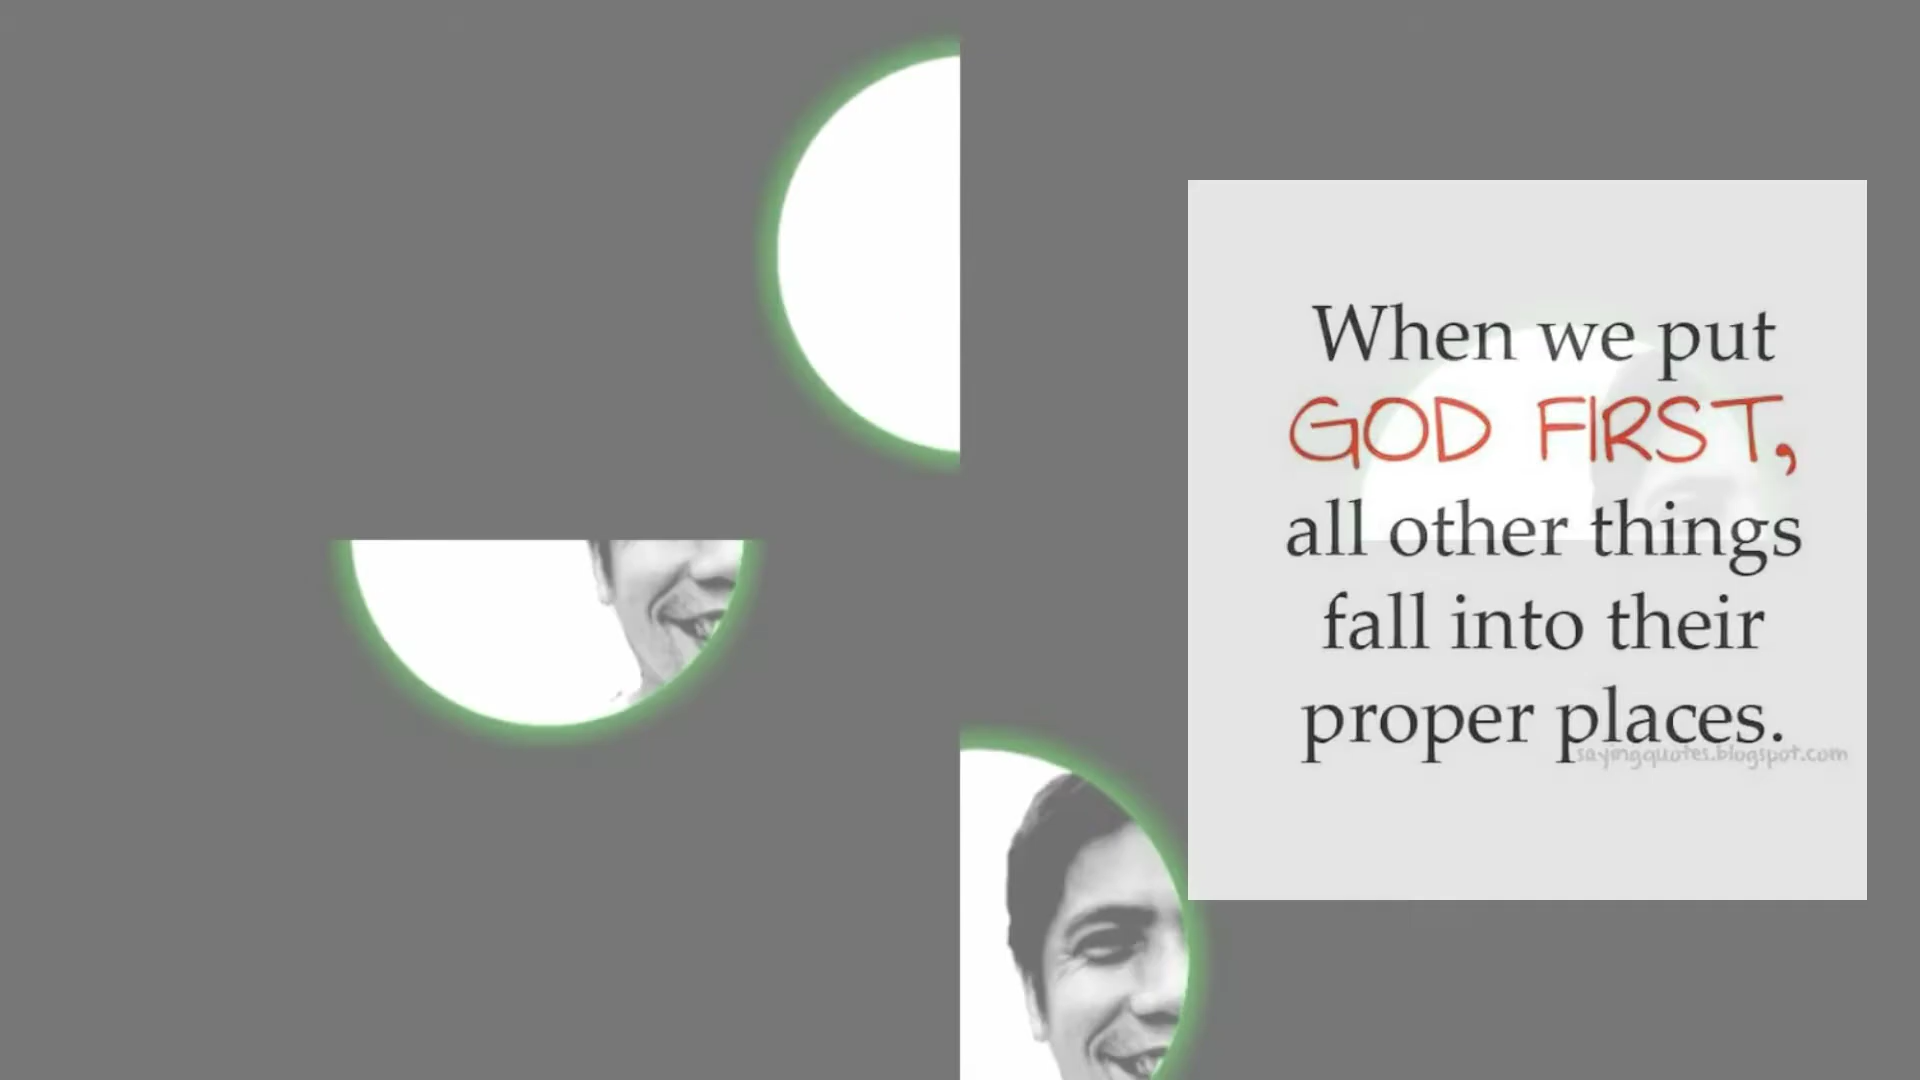 When we put
GOD FIRST,
all other things
fall into their
proper places.
sayingquotes.blogspot.com